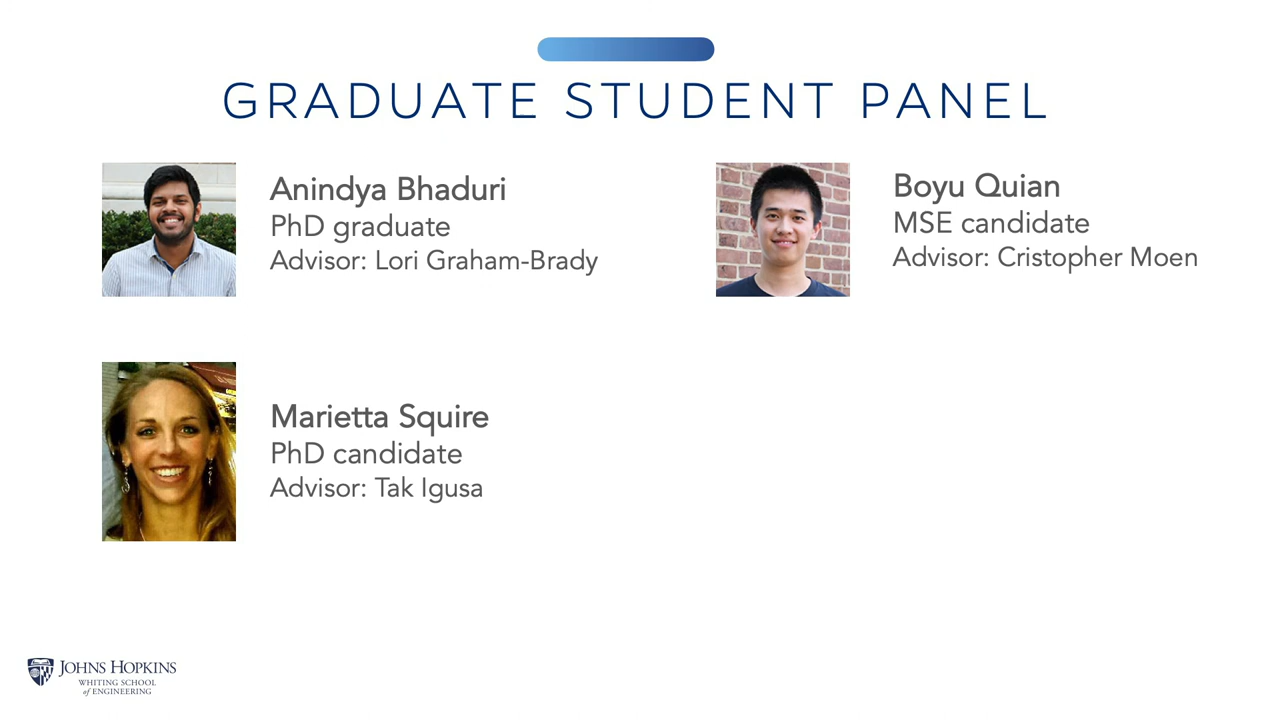 GRADUATE STUDENT PANEL
Anindya Bhaduri
PhD graduate
Advisor: Lori Graham-Brady
Boyu Quian
MSE candidate
Advisor: Cristopher Moen
Marietta Squire
PhD candidate
Advisor: Tak Igusa
JOHNS HOPKINS
WHITING SCHOOL
of ENGINEERING